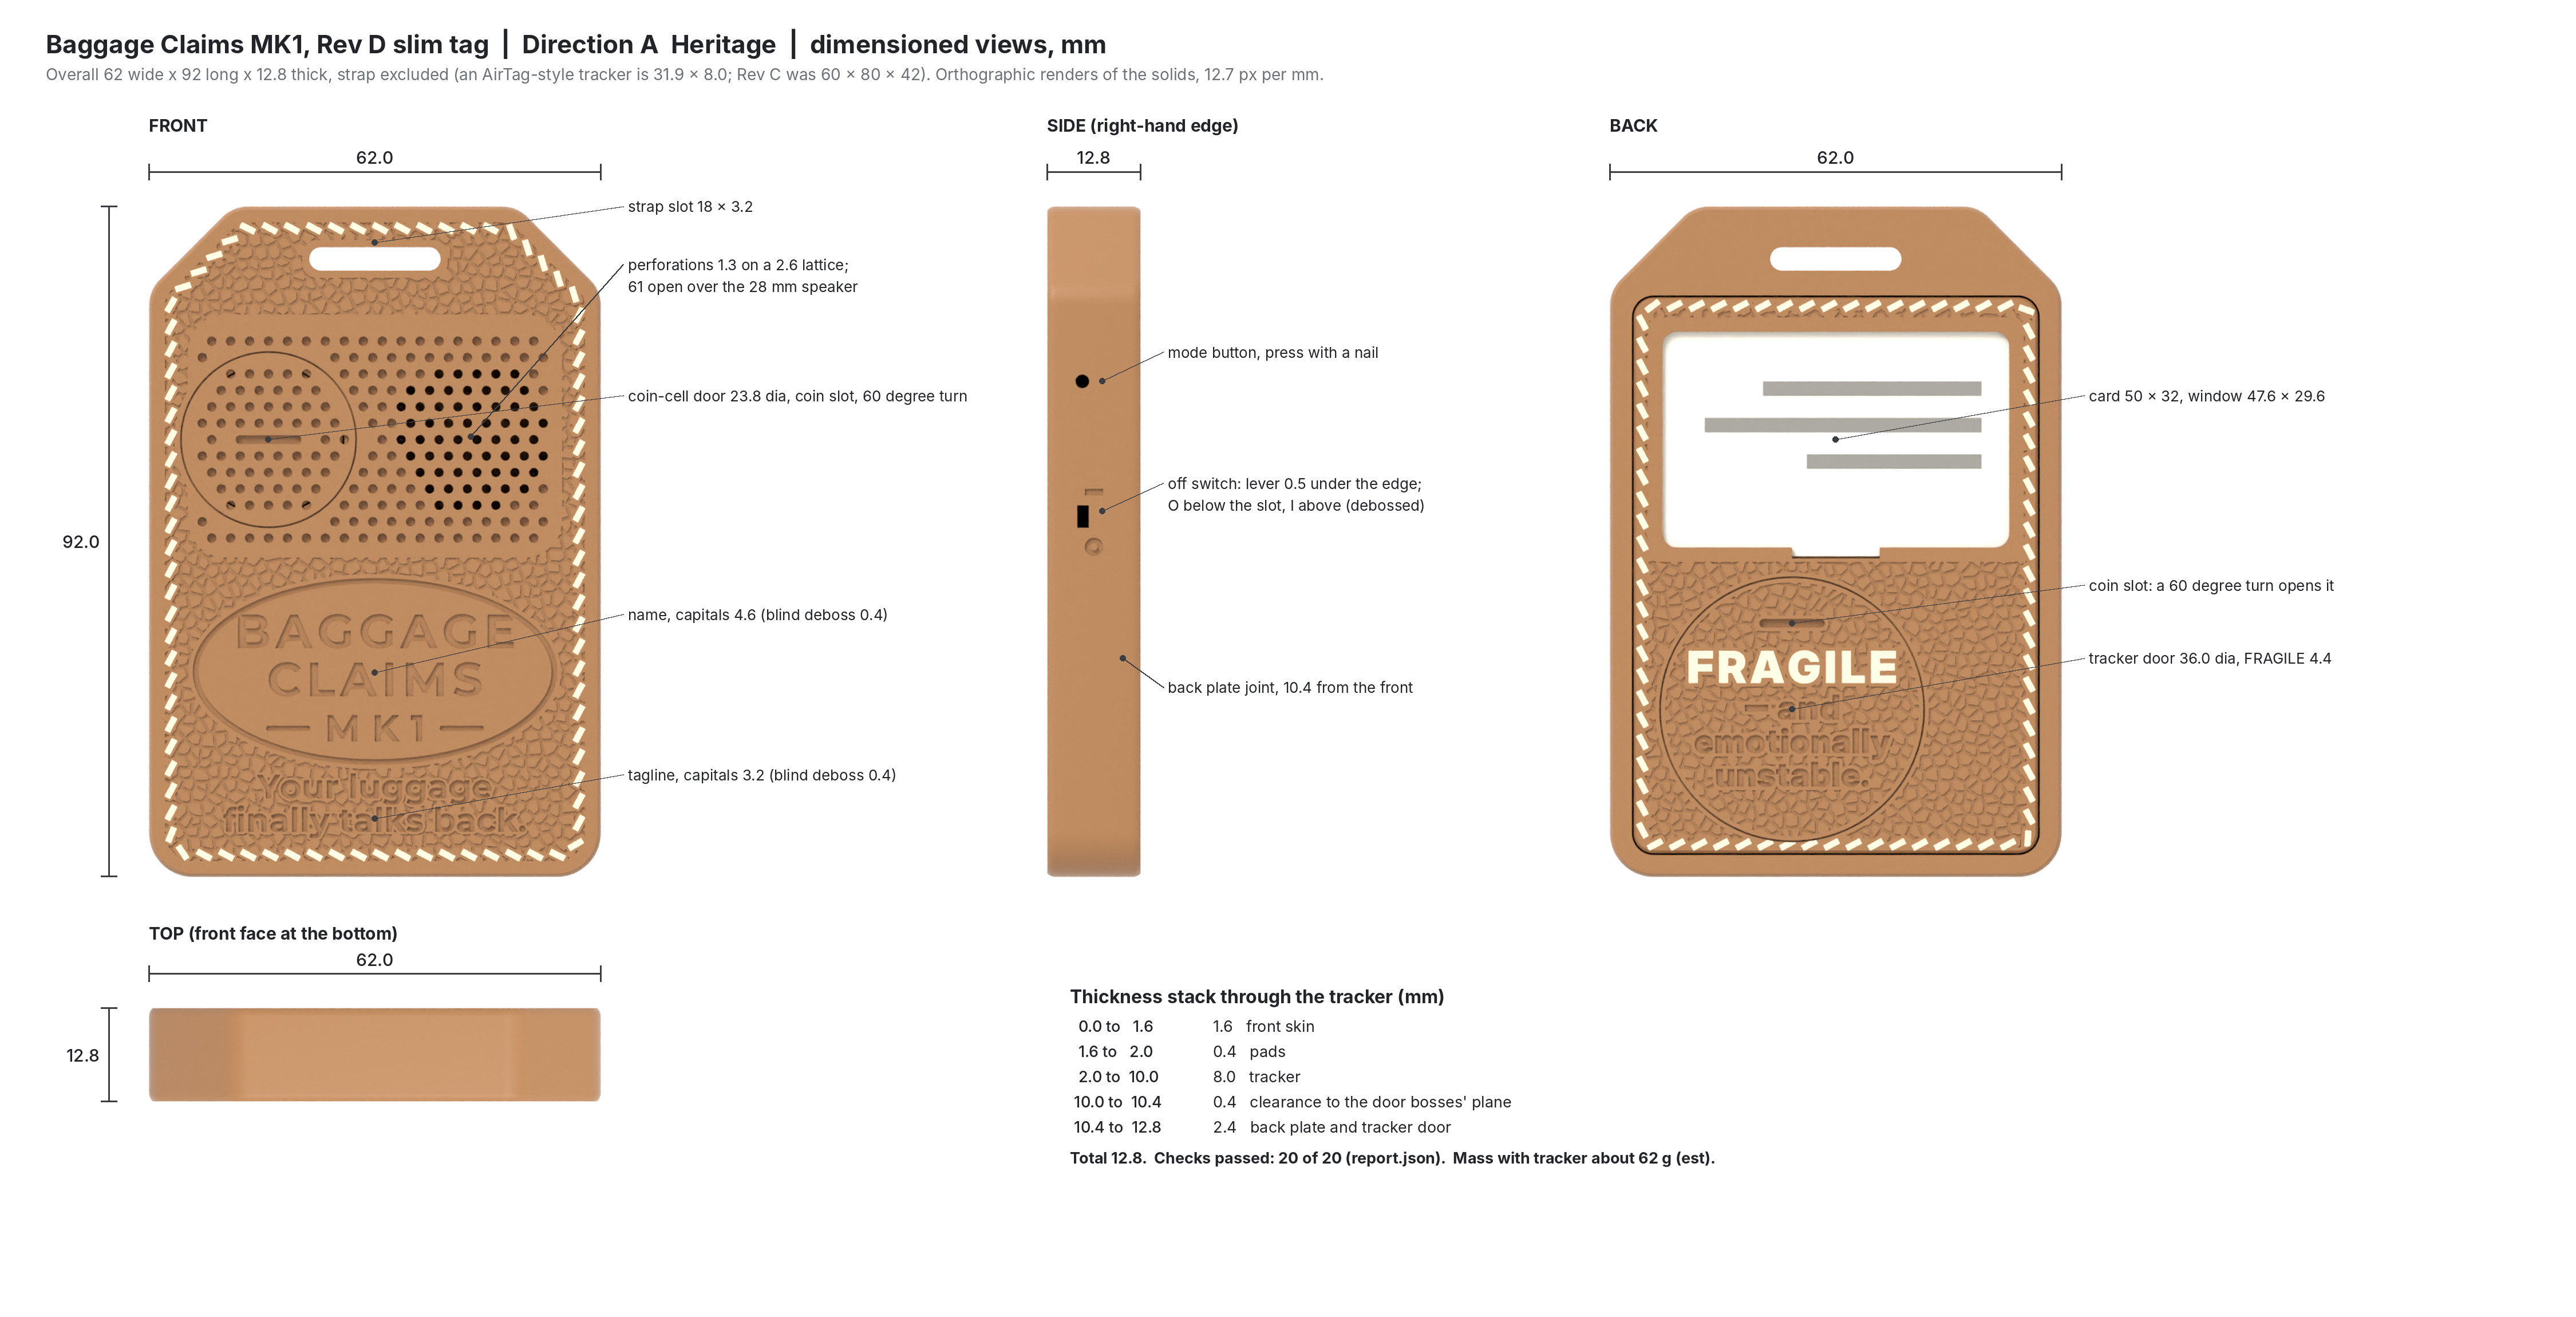 Baggage Claims MK1, Rev D slim tag | Direction A Heritage | dimensioned views, mm
Overall 62 wide x 92 long x 12.8 thick, strap excluded (an AirTag-style tracker is 31.9 × 8.0; Rev C was 60 × 80 × 42). Orthographic renders of the solids, 12.7 px per mm.
FRONT
62.0
92.0
strap slot 18 × 3.2
perforations 1.3 on a 2.6 lattice;
61 open over the 28 mm speaker
coin-cell door 23.8 dia, coin slot, 60 degree turn
name, capitals 4.6 (blind deboss 0.4)
tagline, capitals 3.2 (blind deboss 0.4)
BAGGAGE
CLAIMS
— MK1 —
Your luggage
finally talks back.
SIDE (right-hand edge)
12.8
mode button, press with a nail
off switch: lever 0.5 under the edge;
O below the slot, I above (debossed)
back plate joint, 10.4 from the front
BACK
62.0
card 50 × 32, window 47.6 × 29.6
coin slot: a 60 degree turn opens it
tracker door 36.0 dia, FRAGILE 4.4
FRAGILE
— and
emotionally
unstable.
TOP (front face at the bottom)
62.0
12.8
Thickness stack through the tracker (mm)
0.0 to 1.6 1.6 front skin
1.6 to 2.0 0.4 pads
2.0 to 10.0 8.0 tracker
10.0 to 10.4 0.4 clearance to the door bosses' plane
10.4 to 12.8 2.4 back plate and tracker door
Total 12.8. Checks passed: 20 of 20 (report.json). Mass with tracker about 62 g (est).